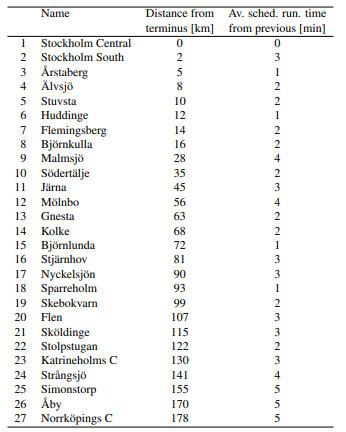 Name Distance from Av. sched. run. time
terminus [km] from previous [min]
1 Stockholm Central 0 0
2 Stockholm South 2 3
3 Årstaberg 5 1
4 Älvsjö 8 2
5 Stuvsta 10 2
6 Huddinge 12 1
7 Flemingsberg 14 2
8 Björnkulla 16 2
9 Malmsjö 28 4
10 Södertälje 35 2
11 Järna 45 3
12 Mölnbo 56 4
13 Gnesta 63 2
14 Kolke 68 2
15 Björnlunda 72 1
16 Stjärnhov 81 3
17 Nyckelsjön 90 3
18 Sparreholm 93 1
19 Skebokvarn 99 2
20 Flen 107 3
21 Sköldinge 115 3
22 Stolpstugan 122 2
23 Katrineholms C 130 3
24 Strångsjö 141 4
25 Simonstorp 155 5
26 Åby 170 5
27 Norrköpings C 178 5